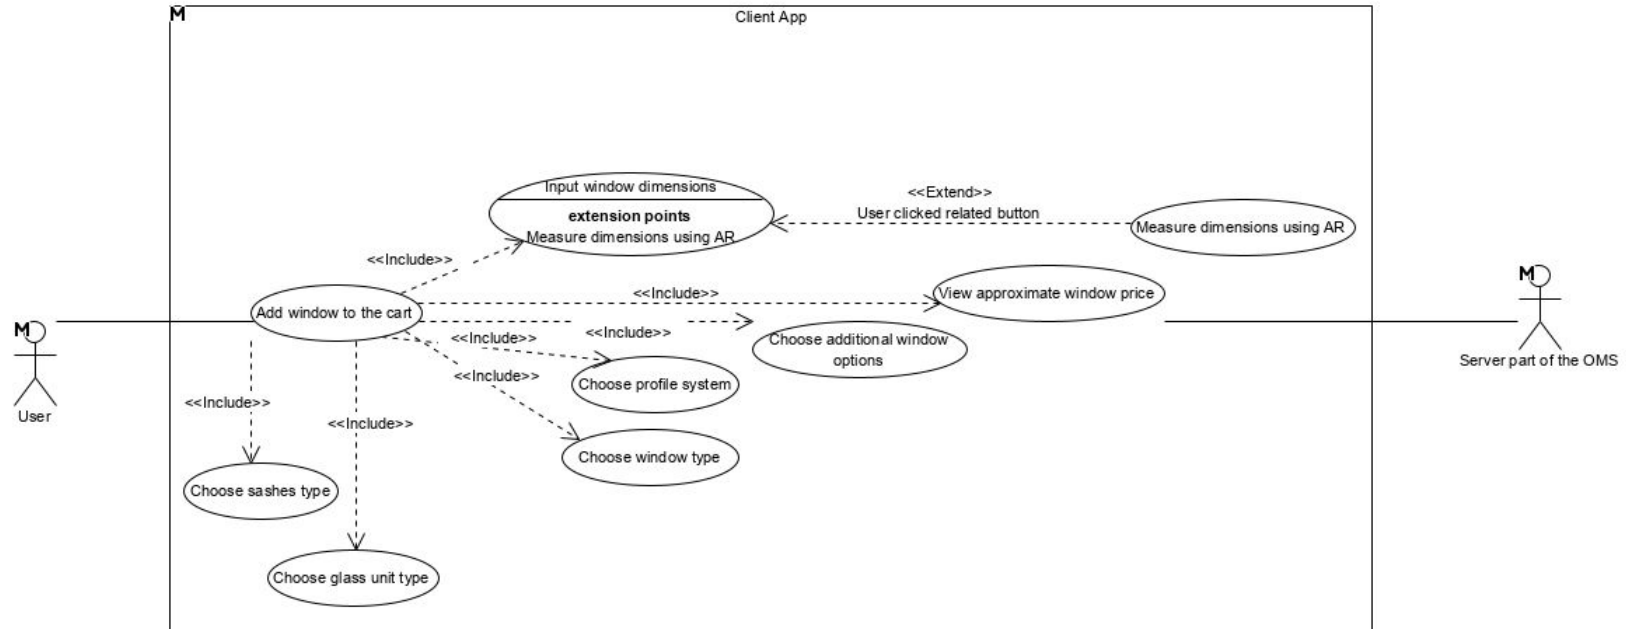 M
Client App
Input window dimensions
extension points
Measure dimensions using AR
<<Extend>>
User clicked related button
Measure dimensions using AR
<<Include>>
<<Include>>
View approximate window price
M
Server part of the OMS
Add window to the cart
<<Include>>
Choose additional window
options
<<Include>>
Choose profile system
<<Include>>
Choose window type
M
User
<<Include>>
Choose sashes type
<<Include>>
Choose glass unit type